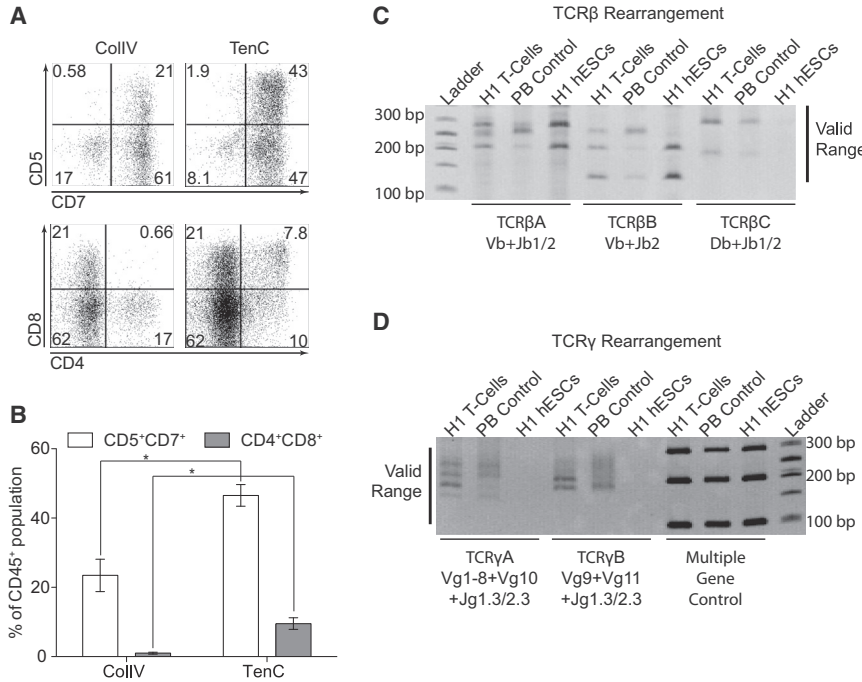 A
ColIV
TenC
0.58
21
1.9
43
17
61
8.1
47
CD5
CD7
21
0.66
21
7.8
62
17
62
10
CD8
CD4
B
CD5+CD7+
CD4+CD8+
60
40
20
0
*
*
% of CD45+ population
ColIV
TenC
C
TCRβ Rearrangement
Ladder
H1 T-Cells
PB Control
H1 hESCs
H1 T-Cells
PB Control
H1 hESCs
H1 T-Cells
PB Control
H1 hESCs
300 bp
200 bp
100 bp
Valid
Range
TCRβA
Vb+Jb1/2
TCRβB
Vb+Jb2
TCRβC
Db+Jb1/2
D
TCRγ Rearrangement
H1 T-Cells
PB Control
H1 hESCs
H1 T-Cells
PB Control
H1 hESCs
H1 T-Cells
PB Control
H1 hESCs
Ladder
Valid
Range
300 bp
200 bp
100 bp
TCRγA
Vg1-8+Vg10
+Jg1.3/2.3
TCRγB
Vg9+Vg11
+Jg1.3/2.3
Multiple
Gene
Control